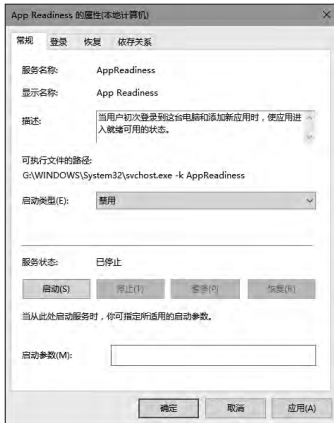 App Readiness 的属性(本地计算机)
常规 登录 恢复 依存关系
服务名称: AppReadiness
显示名称: App Readiness
描述: 当用户初次登录到这台电脑和添加新应用时，使应用进
入就绪可用的状态。
可执行文件的路径:
G:\WINDOWS\System32\svchost.exe -k AppReadiness
启动类型(E): 禁用
服务状态: 已停止
启动(S) 停止(T) 暂停(P) 恢复(R)
当从此处启动服务时，你可指定所适用的启动参数。
启动参数(M):
确定 取消 应用(A)